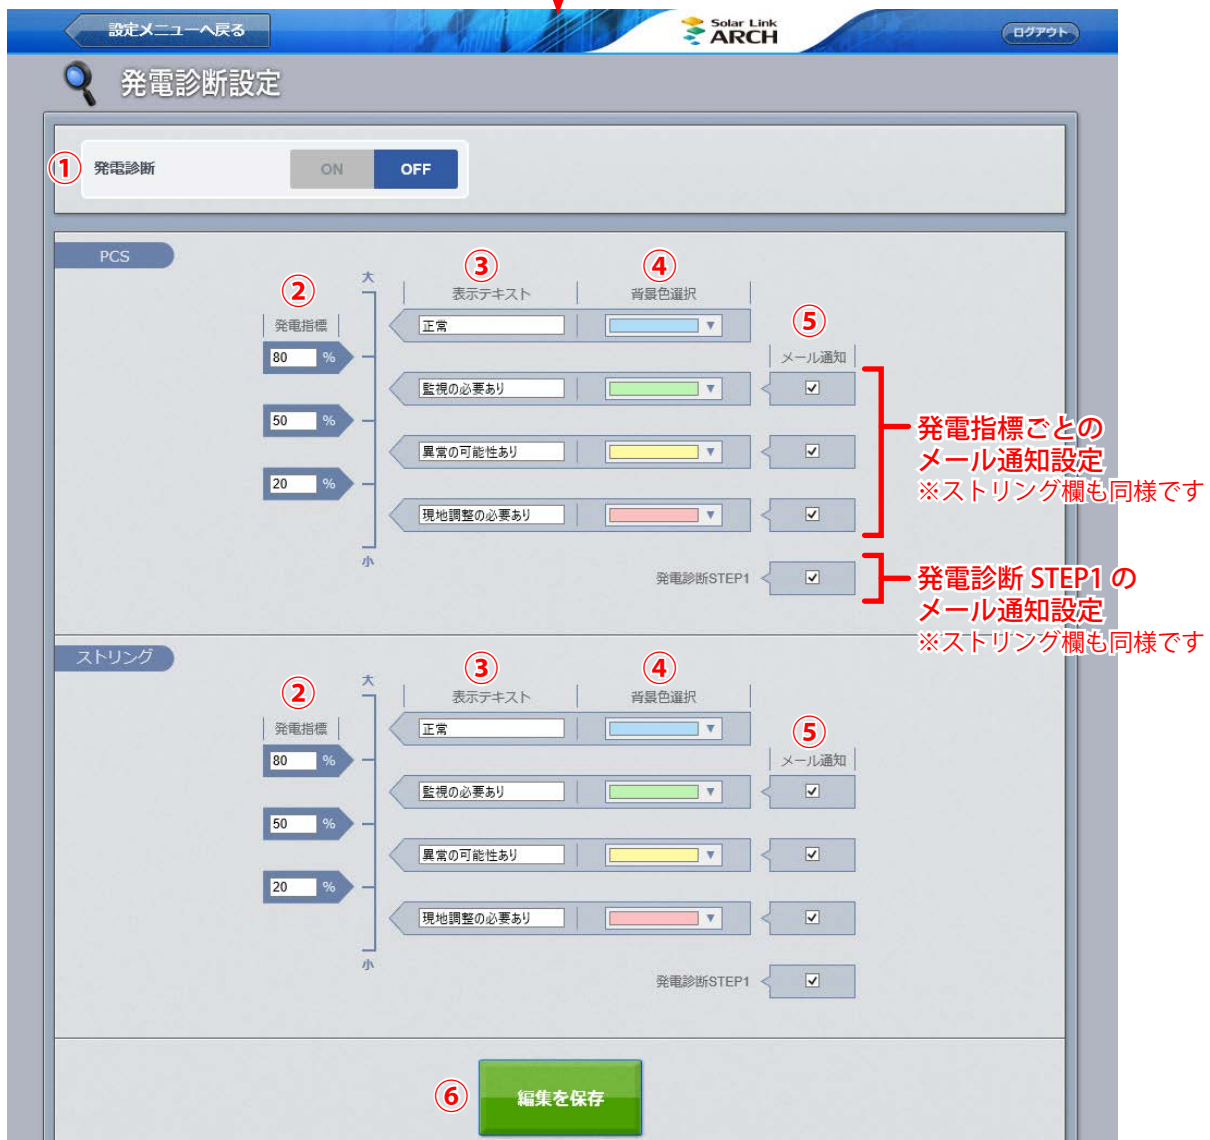 設定メニューへ戻る
Solar Link
ARCH
ログアウト
発電診断設定
① 発電診断 ON OFF
PCS
② 発電指標
大
③ 表示テキスト
④ 背景色選択
⑤ メール通知
正常
80 %
監視の必要あり
50 %
異常の可能性あり
20 %
現地調整の必要あり
小
発電診断STEP1
発電指標ごとの
メール通知設定
※ストリング欄も同様です
発電診断 STEP1 の
メール通知設定
※ストリング欄も同様です
ストリング
② 発電指標
大
③ 表示テキスト
④ 背景色選択
⑤ メール通知
正常
80 %
監視の必要あり
50 %
異常の可能性あり
20 %
現地調整の必要あり
小
発電診断STEP1
⑥ 編集を保存